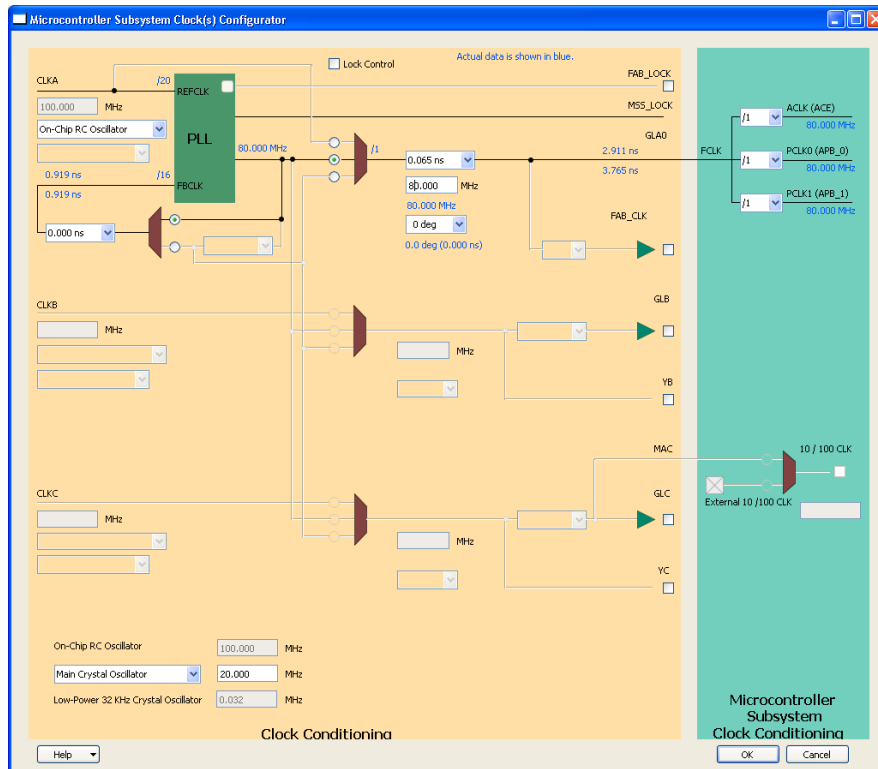 Microcontroller Subsystem Clock(s) Configurator
Lock Control
Actual data is shown in blue.
CLKA
/20
REFCLK
FAB_LOCK
100.000 MHz
MSS_LOCK
ACLK (ACE)
/1
80.000 MHz
On-Chip RC Oscillator
PLL
GLA0
80.000 MHz
/1
0.065 ns
2.911 ns
FCLK
/1
PCLK0 (APB_0)
80.000 MHz
0.919 ns
/16
FBCLK
3.765 ns
0.919 ns
80.000 MHz
80.000 MHz
/1
PCLK1 (APB_1)
80.000 MHz
0.000 ns
0 deg
FAB_CLK
0.0 deg (0.000 ns)
CLKB
GLB
MHz
MHz
YB
MAC
10 / 100 CLK
CLKC
GLC
External 10 /100 CLK
MHz
MHz
YC
On-Chip RC Oscillator 100.000 MHz
Main Crystal Oscillator 20.000 MHz
Low-Power 32 KHz Crystal Oscillator 0.032 MHz
Clock Conditioning
Microcontroller
Subsystem
Clock Conditioning
Help
OK
Cancel